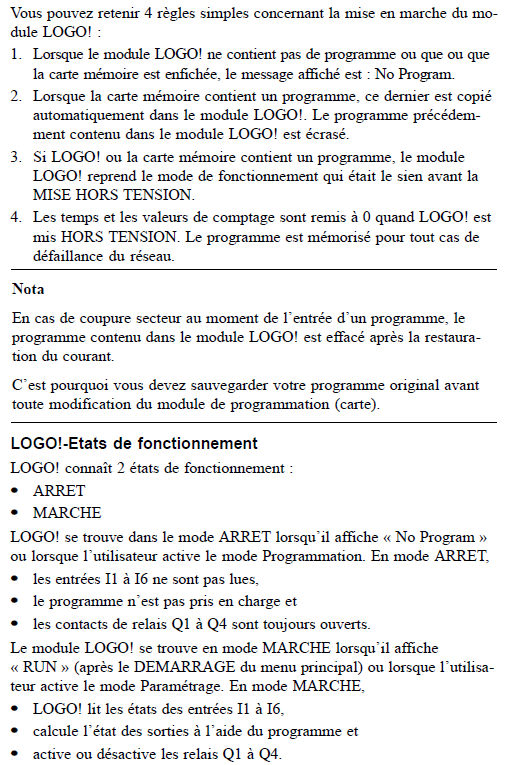 Vous pouvez retenir 4 règles simples concernant la mise en marche du mo-
dule LOGO! :
1. Lorsque le module LOGO! ne contient pas de programme ou que ou que
la carte mémoire est enfichée, le message affiché est : No Program.
2. Lorsque la carte mémoire contient un programme, ce dernier est copié
automatiquement dans le module LOGO!. Le programme précédem-
ment contenu dans le module LOGO! est écrasé.
3. Si LOGO! ou la carte mémoire contient un programme, le module
LOGO! reprend le mode de fonctionnement qui était le sien avant la
MISE HORS TENSION.
4. Les temps et les valeurs de comptage sont remis à 0 quand LOGO! est
mis HORS TENSION. Le programme est mémorisé pour tout cas de
défaillance du réseau.
Nota
En cas de coupure secteur au moment de l'entrée d'un programme, le
programme contenu dans le module LOGO! est effacé après la restaura-
tion du courant.
C'est pourquoi vous devez sauvegarder votre programme original avant
toute modification du module de programmation (carte).
LOGO!-Etats de fonctionnement
LOGO! connaît 2 états de fonctionnement :
• ARRET
• MARCHE
LOGO! se trouve dans le mode ARRET lorsqu'il affiche « No Program »
ou lorsque l'utilisateur active le mode Programmation. En mode ARRET,
• les entrées I1 à I6 ne sont pas lues,
• le programme n'est pas pris en charge et
• les contacts de relais Q1 à Q4 sont toujours ouverts.
Le module LOGO! se trouve en mode MARCHE lorsqu'il affiche
« RUN » (après le DEMARRAGE du menu principal) ou lorsque l'utilisa-
teur active le mode Paramétrage. En mode MARCHE,
• LOGO! lit les états des entrées I1 à I6,
• calcule l'état des sorties à l'aide du programme et
• active ou désactive les relais Q1 à Q4.